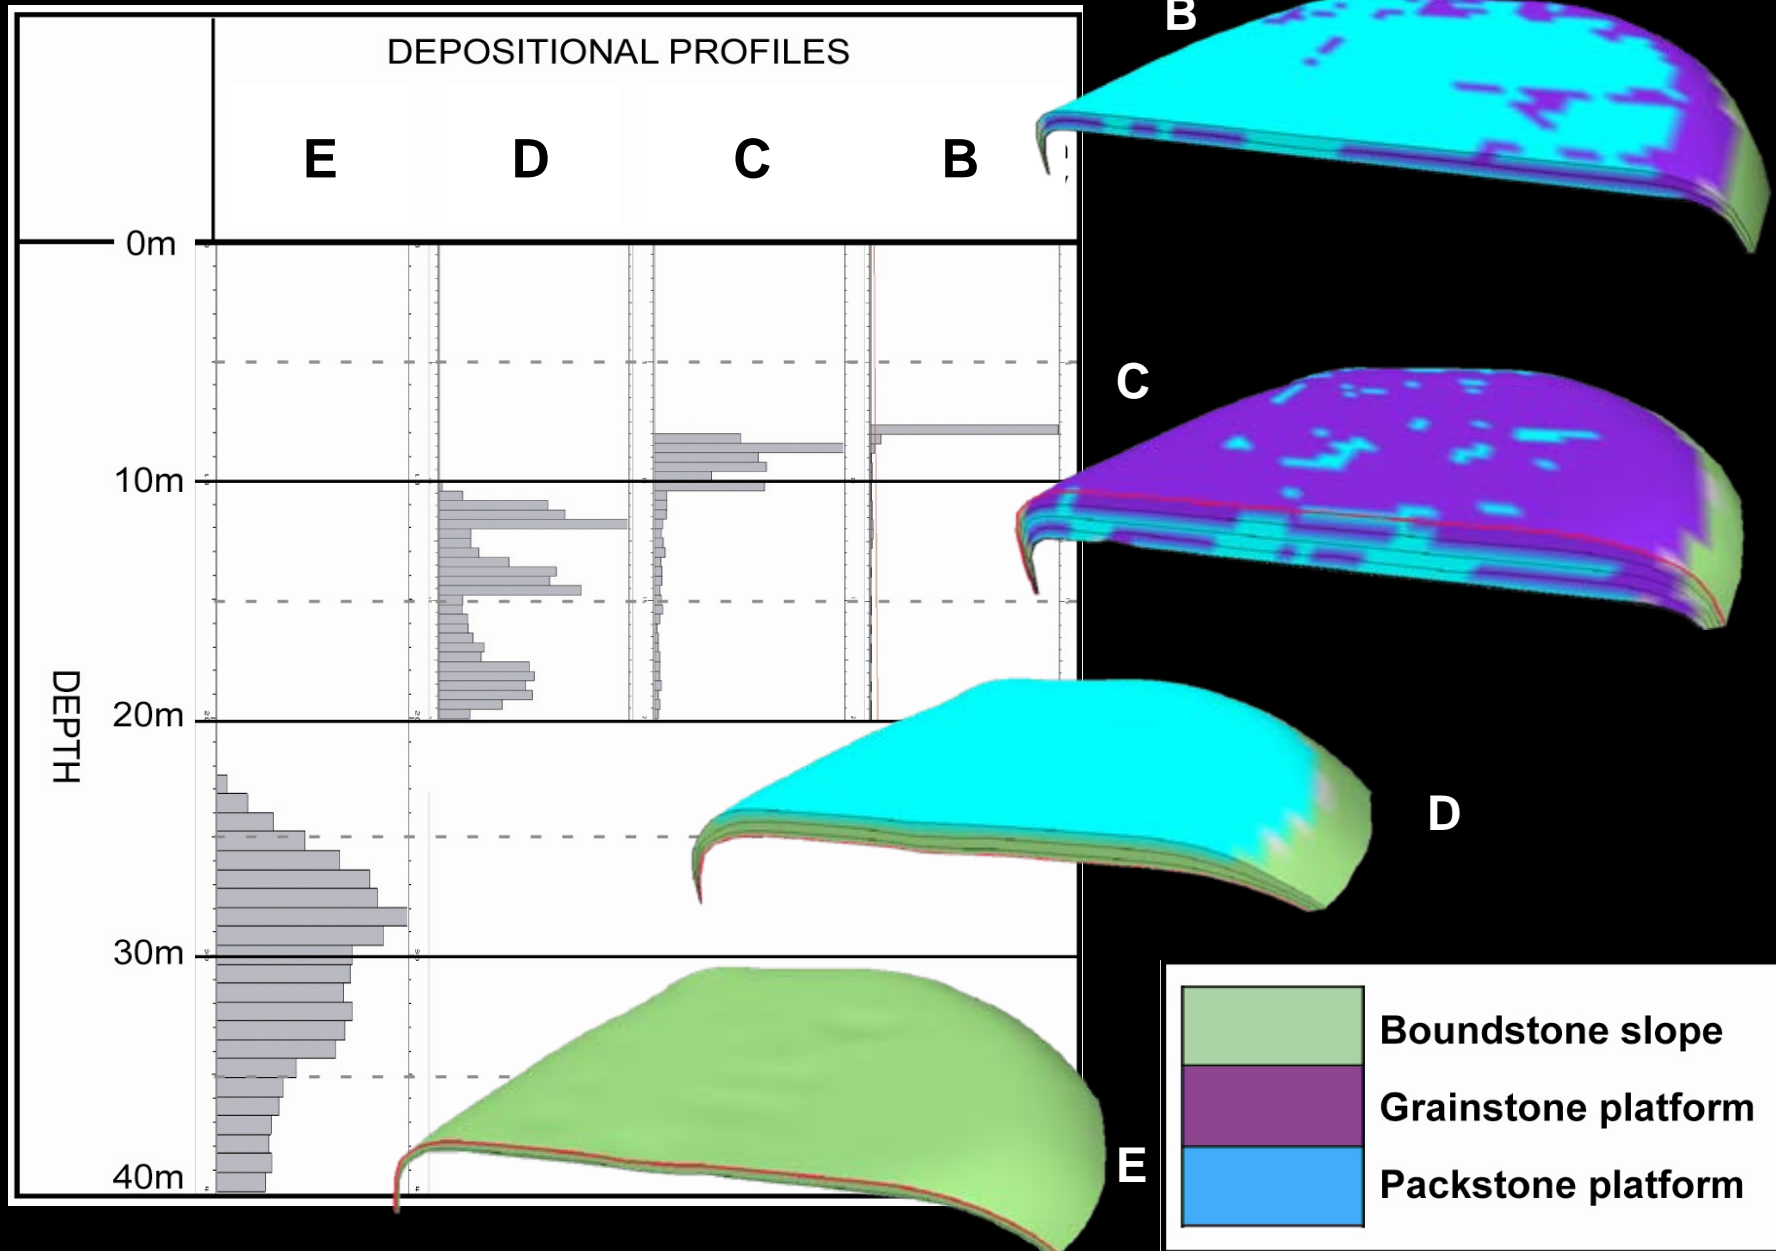 B
DEPOSITIONAL PROFILES
E D C B
0m
C
10m
DEPTH
20m
D
30m
E
40m
Boundstone slope
Grainstone platform
Packstone platform